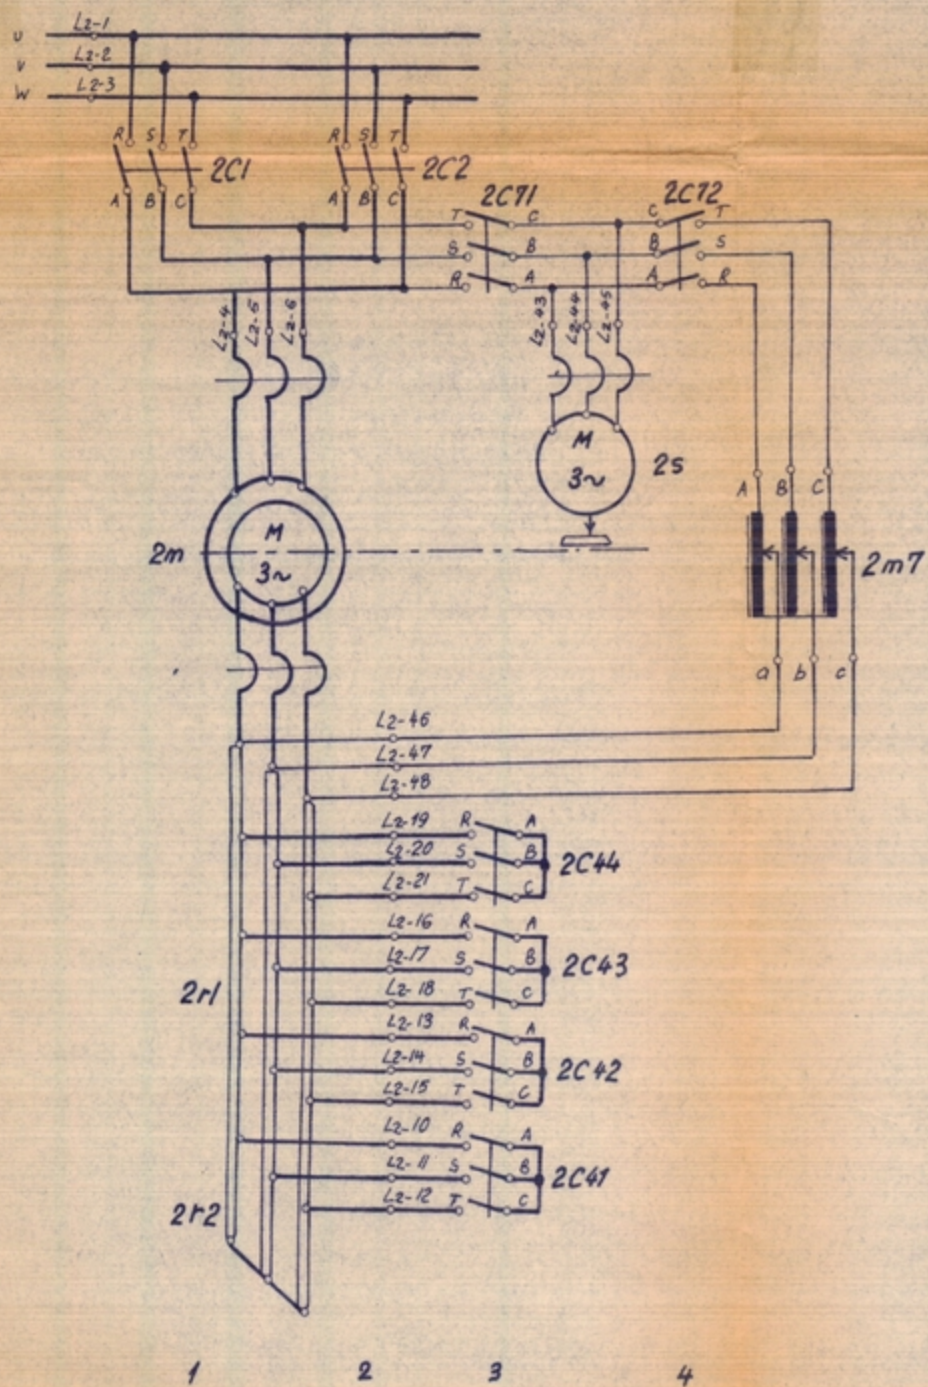 U L2-1
V L2-2
W L2-3
R S T 2C1 R S T 2C2
A B C A B C
2C71 2C72
T C C T
S B B S
R A A R
L2-4 L2-5 L2-6 L2-43 L2-44 L2-45
M
3~
2s
A B C
2m
M
3~
2m7
a b c
L2-46
L2-47
L2-48
L2-19 R A
L2-20 S B 2C44
L2-21 T C
L2-16 R A
L2-17 S B 2C43
L2-18 T C
2r1
L2-13 R A
L2-14 S B 2C42
L2-15 T C
L2-10 R A
L2-11 S B 2C41
L2-12 T C
2r2
1 2 3 4